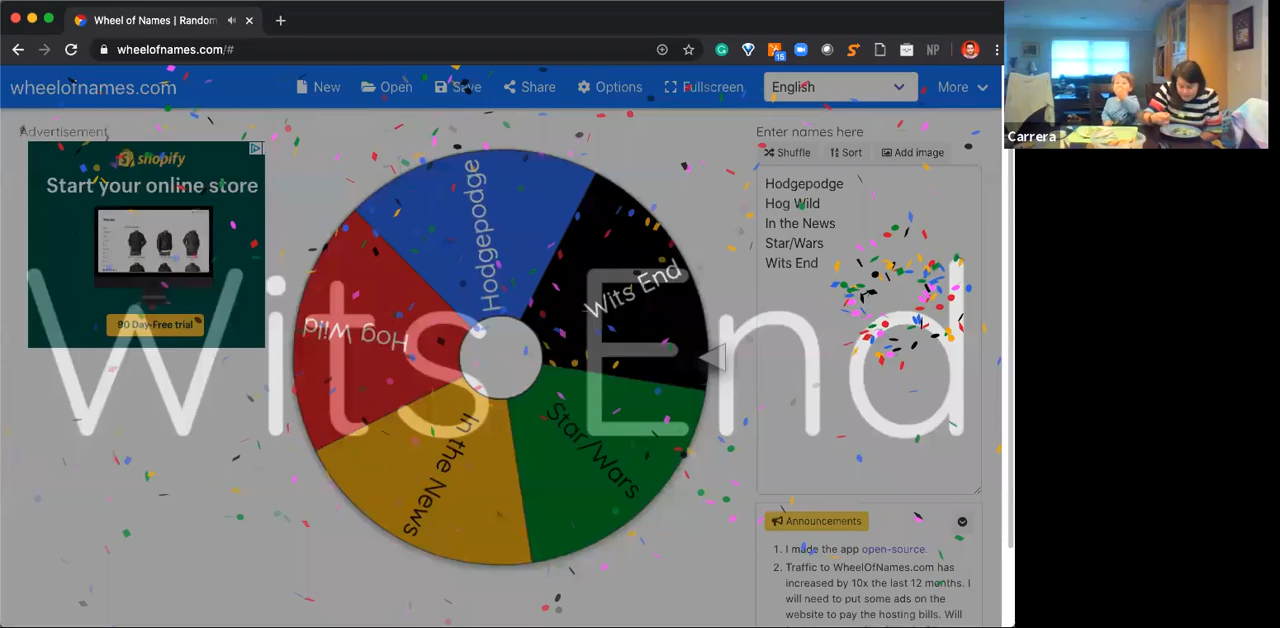 Wheel of Names | Random
wheelofnames.com/#
15
NP
wheelofnames.com
New
Open
Save
Share
Options
Fullscreen
English
More
Carrera
Advertisement
shopify
Start your online store
90 Day-Free trial
Hodgepodge
Wits End
Star/Wars
In the News
Hog Wild
Wits End
Enter names here
Shuffle
Sort
Add image
Hodgepodge
Hog Wild
In the News
Star/Wars
Wits End
Announcements
1. I made the app open-source.
2. Traffic to WheelOfNames.com has
increased by 10x the last 12 months. I
will need to put some ads on the
website to pay the hosting bills. Will